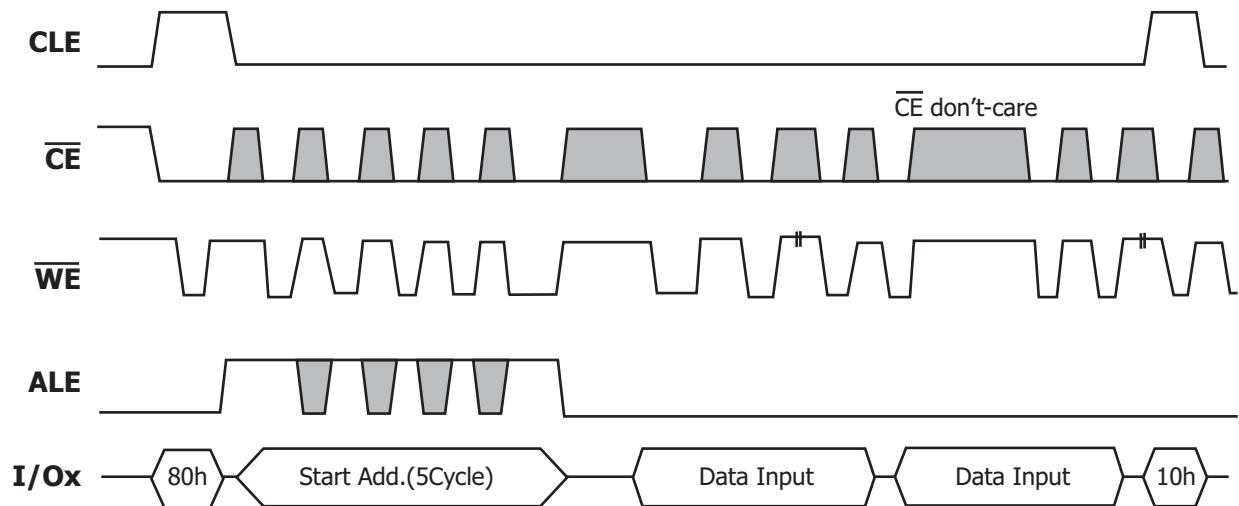 CLE
CE don't-care
CE
WE
ALE
I/Ox 80h Start Add.(5Cycle) Data Input Data Input 10h